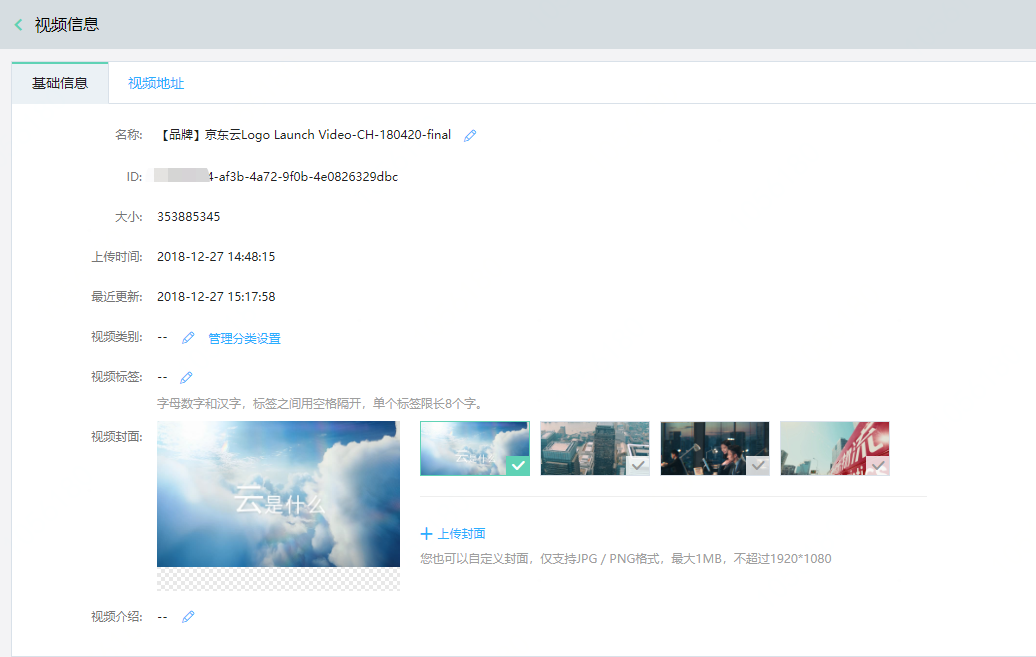 视频信息
基础信息
视频地址
名称: 【品牌】京东云Logo Launch Video-CH-180420-final
ID: 4-af3b-4a72-9f0b-4e0826329dbc
大小: 353885345
上传时间: 2018-12-27 14:48:15
最近更新: 2018-12-27 15:17:58
视频类别: -- 管理分类设置
视频标签: --
字母数字和汉字，标签之间用空格隔开，单个标签限长8个字。
视频封面:
云是什么
云是什么
+ 上传封面
您也可以自定义封面，仅支持JPG / PNG格式，最大1MB，不超过1920*1080
视频介绍: --